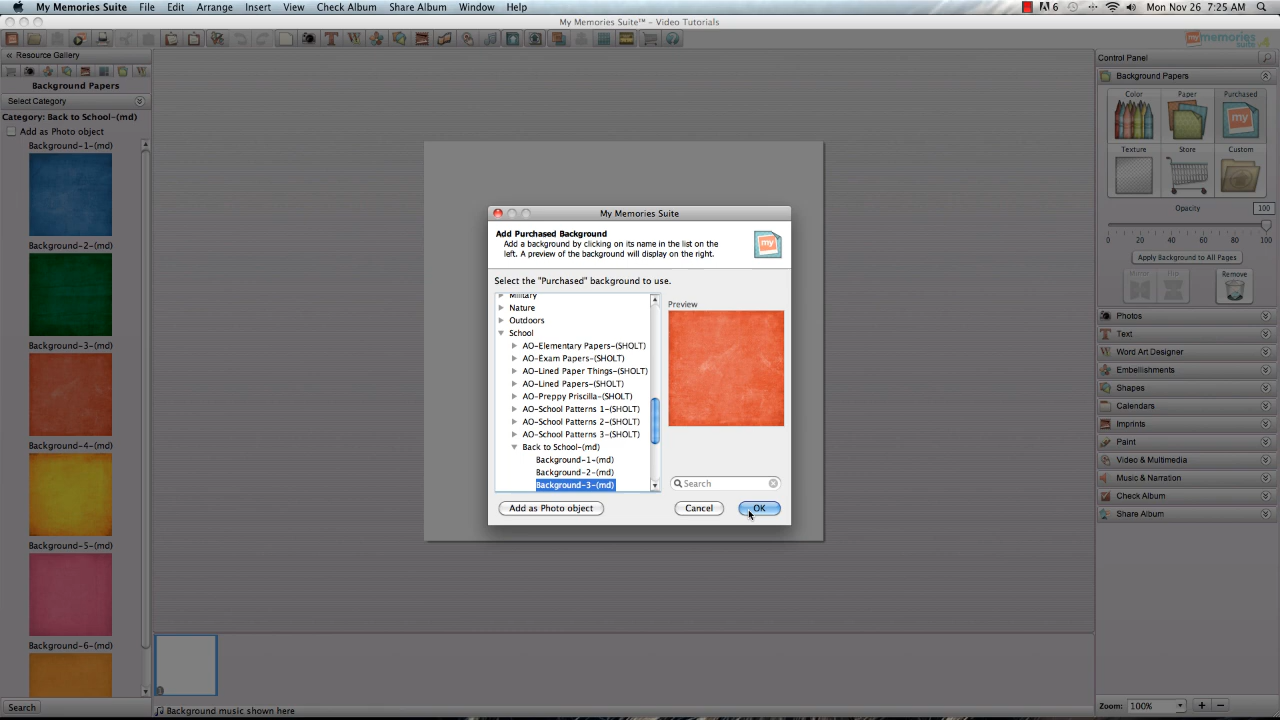 My Memories Suite File Edit Arrange Insert View Check Album Share Album Window Help
6 Mon Nov 26 7:25 AM
My Memories Suite™ – Video Tutorials
« Resource Gallery
Background Papers
Select Category
Category: Back to School-(md)
Add as Photo object
Background-1-(md)
Background-2-(md)
Background-3-(md)
Background-4-(md)
Background-5-(md)
Background-6-(md)
Search
My Memories Suite
Add Purchased Background
Add a background by clicking on its name in the list on the
left. A preview of the background will display on the right.
my
Select the "Purchased" background to use.
Military
Nature
Outdoors
School
AO-Elementary Papers-(SHOLT)
AO-Exam Papers-(SHOLT)
AO-Lined Paper Things-(SHOLT)
AO-Lined Papers-(SHOLT)
AO-Preppy Priscilla-(SHOLT)
AO-School Patterns 1-(SHOLT)
AO-School Patterns 2-(SHOLT)
AO-School Patterns 3-(SHOLT)
Back to School-(md)
Background-1-(md)
Background-2-(md)
Background-3-(md)
Preview
Search
Add as Photo object
Cancel
OK
1
Background music shown here
mymemories
suite 4
Control Panel
Background Papers
Color Paper Purchased
my
Texture Store Custom
Opacity 100
0 20 40 60 80 100
Apply Background to All Pages
Mirror Flip Remove
Photos
Text
Word Art Designer
Embellishments
Shapes
Calendars
Imprints
Paint
Video & Multimedia
Music & Narration
Check Album
Share Album
Zoom: 100%